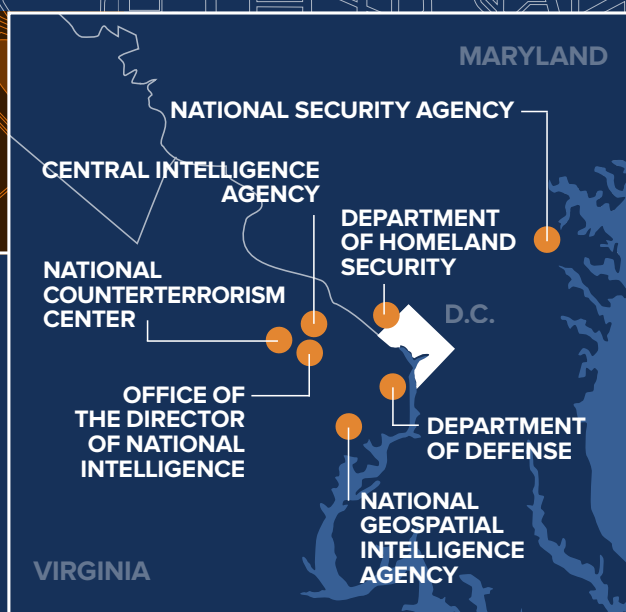 MARYLAND
NATIONAL SECURITY AGENCY
CENTRAL INTELLIGENCE
AGENCY
DEPARTMENT
OF HOMELAND
SECURITY
NATIONAL
COUNTERTERRORISM
CENTER
D.C.
OFFICE OF
THE DIRECTOR
OF NATIONAL
INTELLIGENCE
DEPARTMENT
OF DEFENSE
NATIONAL
GEOSPATIAL
INTELLIGENCE
AGENCY
VIRGINIA